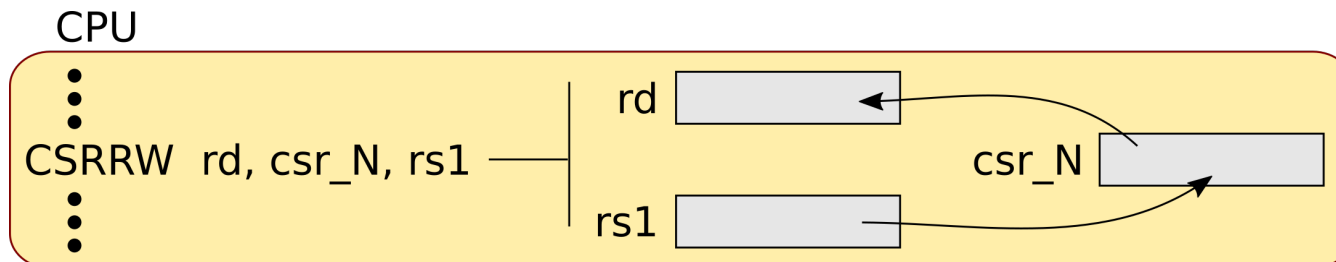 CPU
rd
CSRRW rd, csr_N, rs1
csr_N
rs1